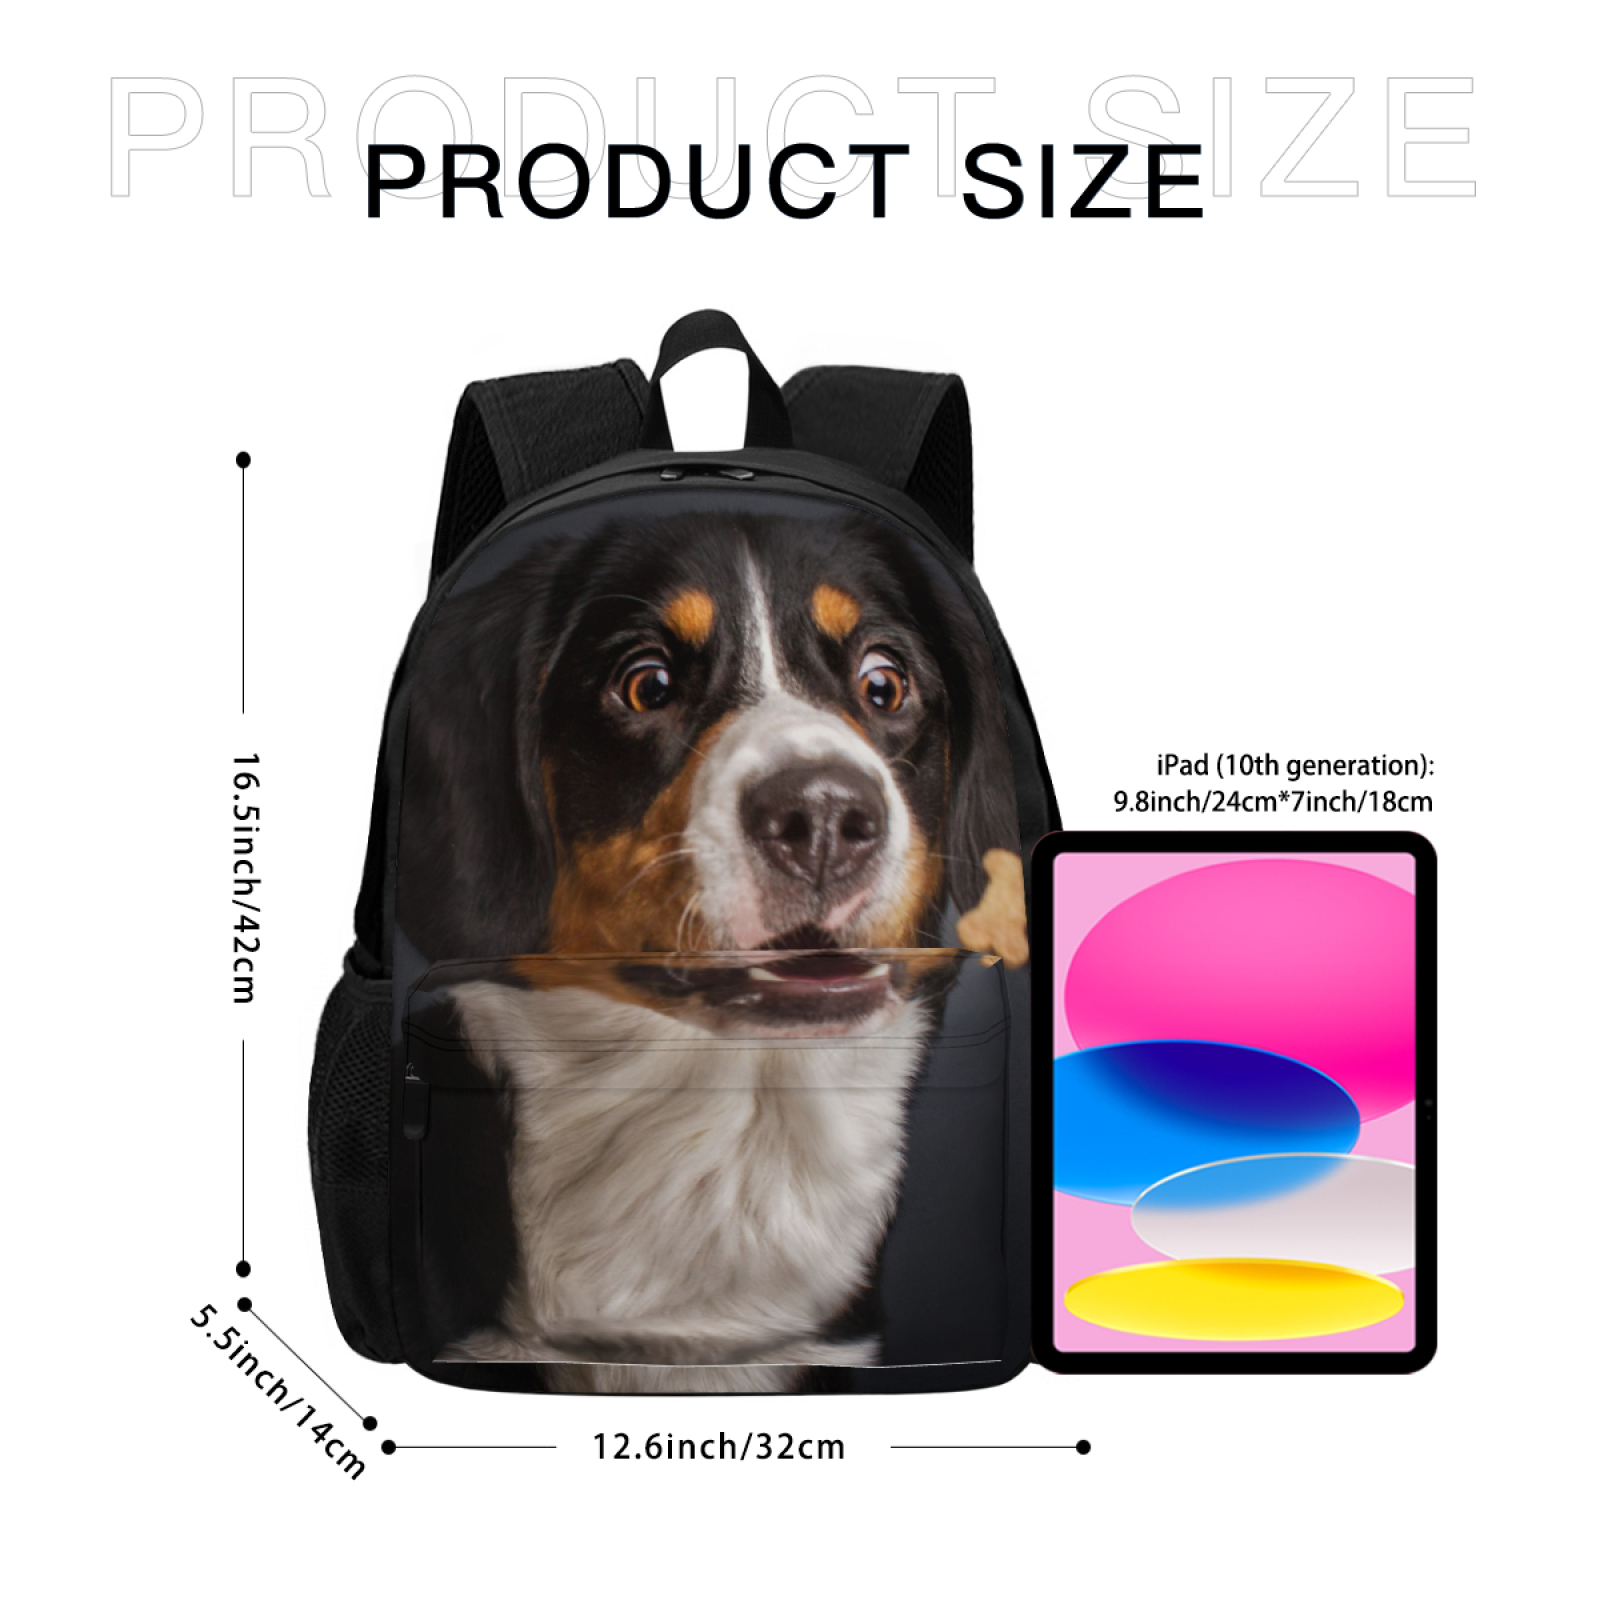 PRODUCT SIZE
PRODUCT SIZE
16.5inch/42cm
iPad (10th generation):
9.8inch/24cm*7inch/18cm
5.5inch/14cm
12.6inch/32cm